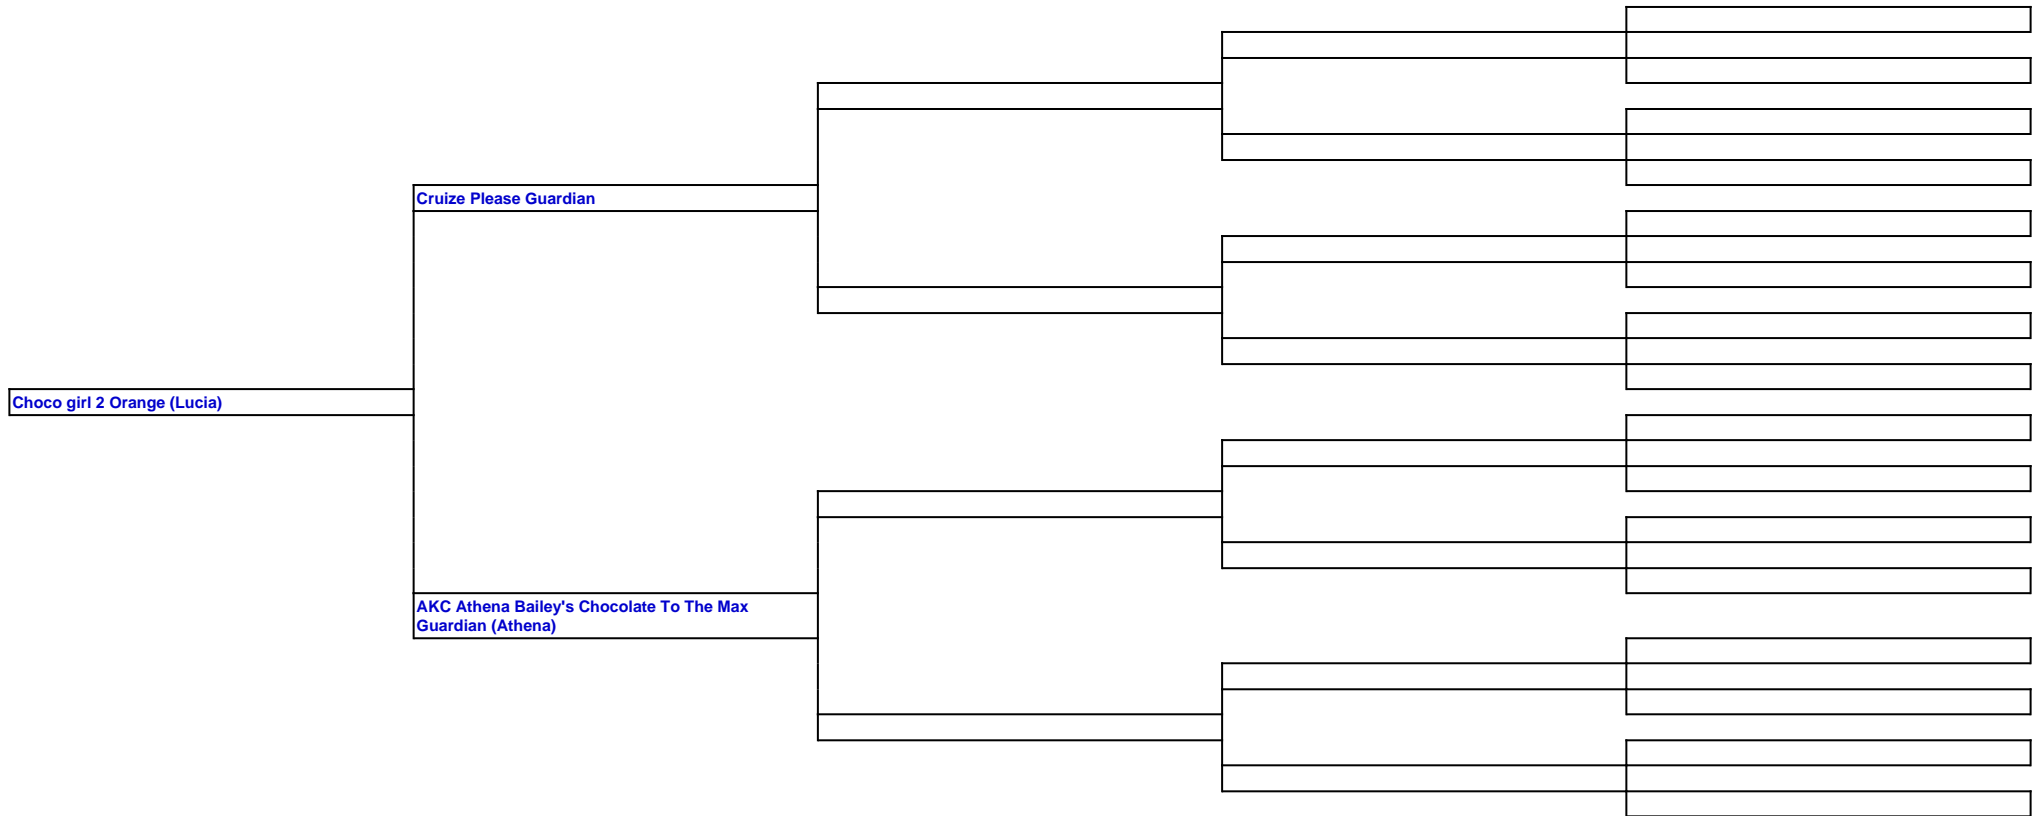 Cruize Please Guardian
Choco girl 2 Orange (Lucia)
AKC Athena Bailey's Chocolate To The Max
Guardian (Athena)